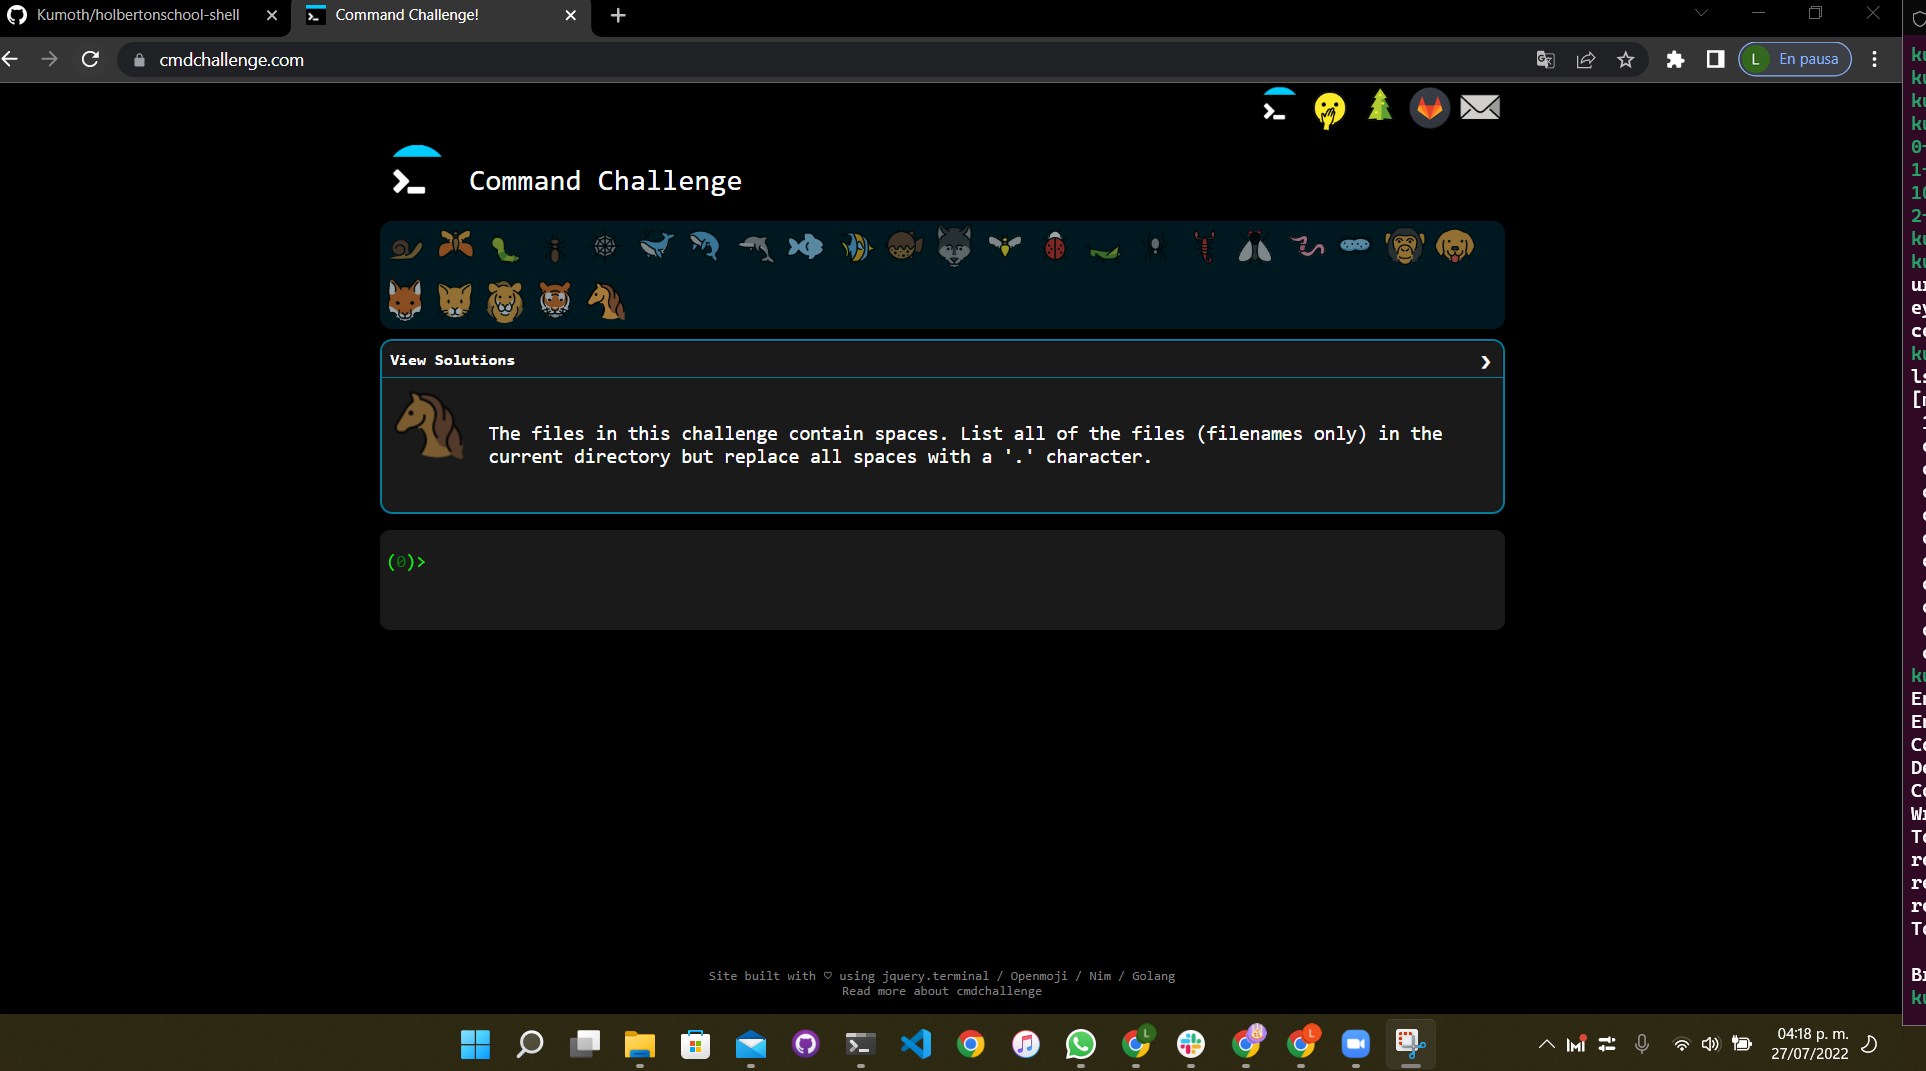 Kumoth/holbertonschool-shell
Command Challenge!
cmdchallenge.com
L En pausa
Command Challenge
View Solutions
The files in this challenge contain spaces. List all of the files (filenames only) in the
current directory but replace all spaces with a '.' character.
(0)>
Site built with ♡ using jquery.terminal / Openmoji / Nim / Golang
Read more about cmdchallenge
04:18 p. m.
27/07/2022